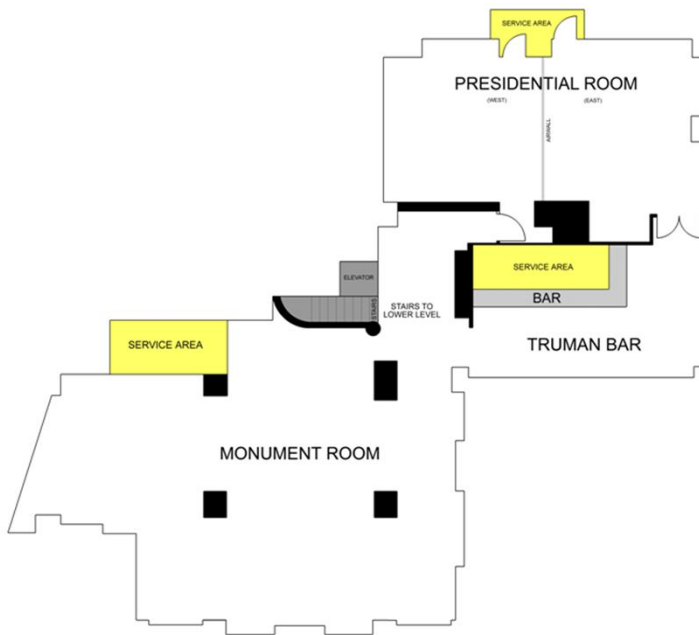 SERVICE AREA
PRESIDENTIAL ROOM
(WEST)
(EAST)
AIRWALL
SERVICE AREA
ELEVATOR
BAR
STAIRS
STAIRS TO
LOWER LEVEL
SERVICE AREA
TRUMAN BAR
MONUMENT ROOM